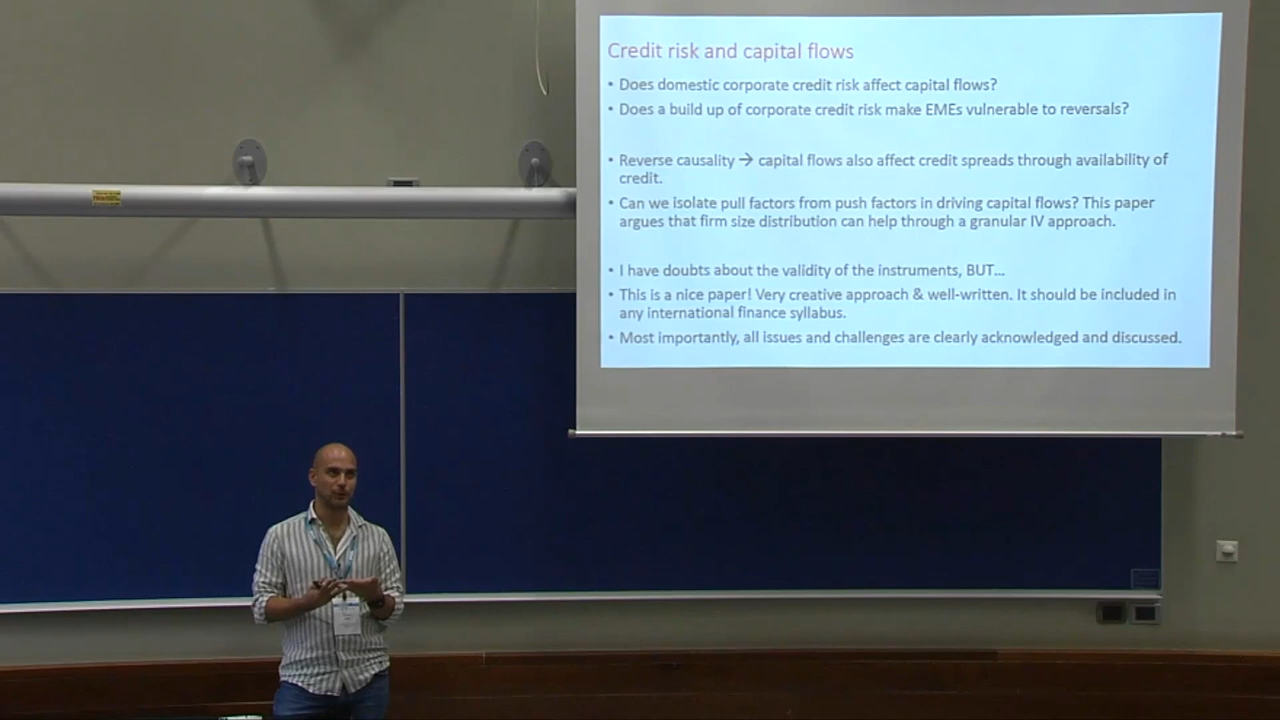 Credit risk and capital flows
• Does domestic corporate credit risk affect capital flows?
• Does a build up of corporate credit risk make EMEs vulnerable to reversals?
• Reverse causality → capital flows also affect credit spreads through availability of
credit.
• Can we isolate pull factors from push factors in driving capital flows? This paper
argues that firm size distribution can help through a granular IV approach.
• I have doubts about the validity of the instruments, BUT...
• This is a nice paper! Very creative approach & well-written. It should be included in
any international finance syllabus.
• Most importantly, all issues and challenges are clearly acknowledged and discussed.